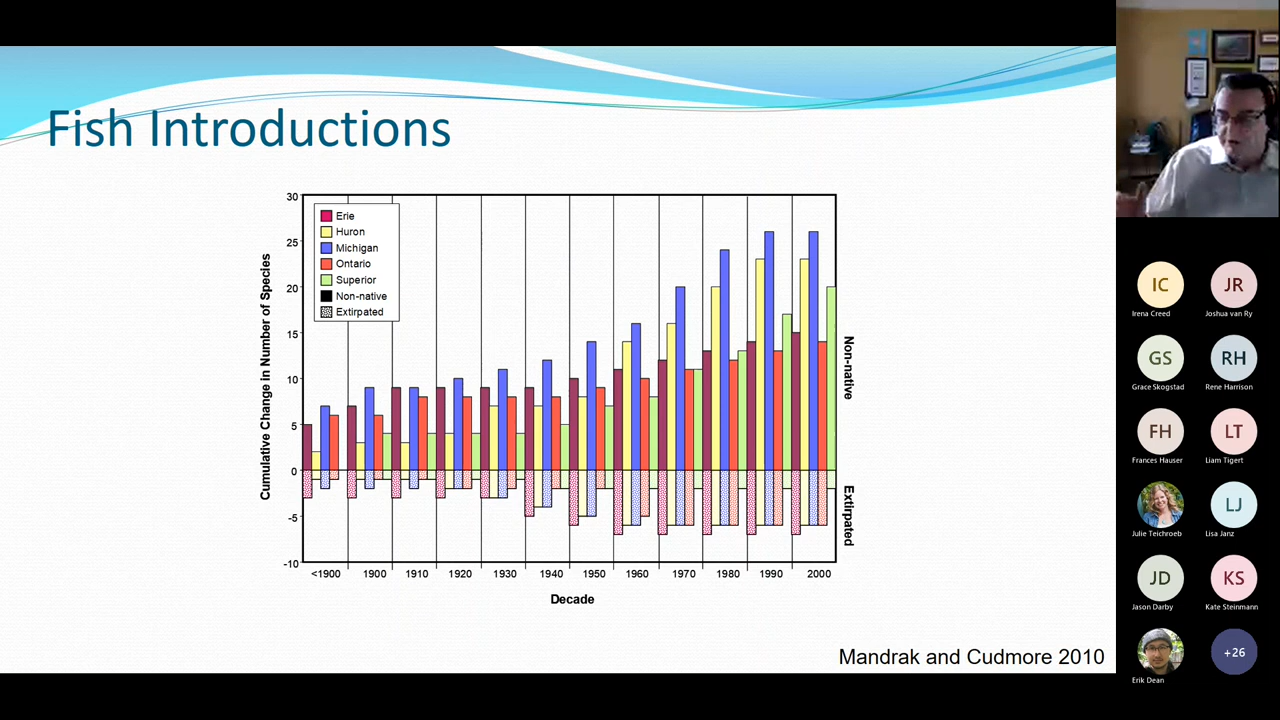 Fish Introductions
30
25
20
15
10
5
0
-5
-10
Cumulative Change in Number of Species
Erie
Huron
Michigan
Ontario
Superior
Non-native
Extirpated
Non-native
Extirpated
<1900 1900 1910 1920 1930 1940 1950 1960 1970 1980 1990 2000
Decade
Mandrak and Cudmore 2010
IC JR
Irena Creed Joshua van Ry
GS RH
Grace Skogstad Rene Harrison
FH LT
Frances Hauser Liam Tigert
LJ
Julie Teichroeb Lisa Janz
JD KS
Jason Darby Kate Steinmann
+26
Erik Dean